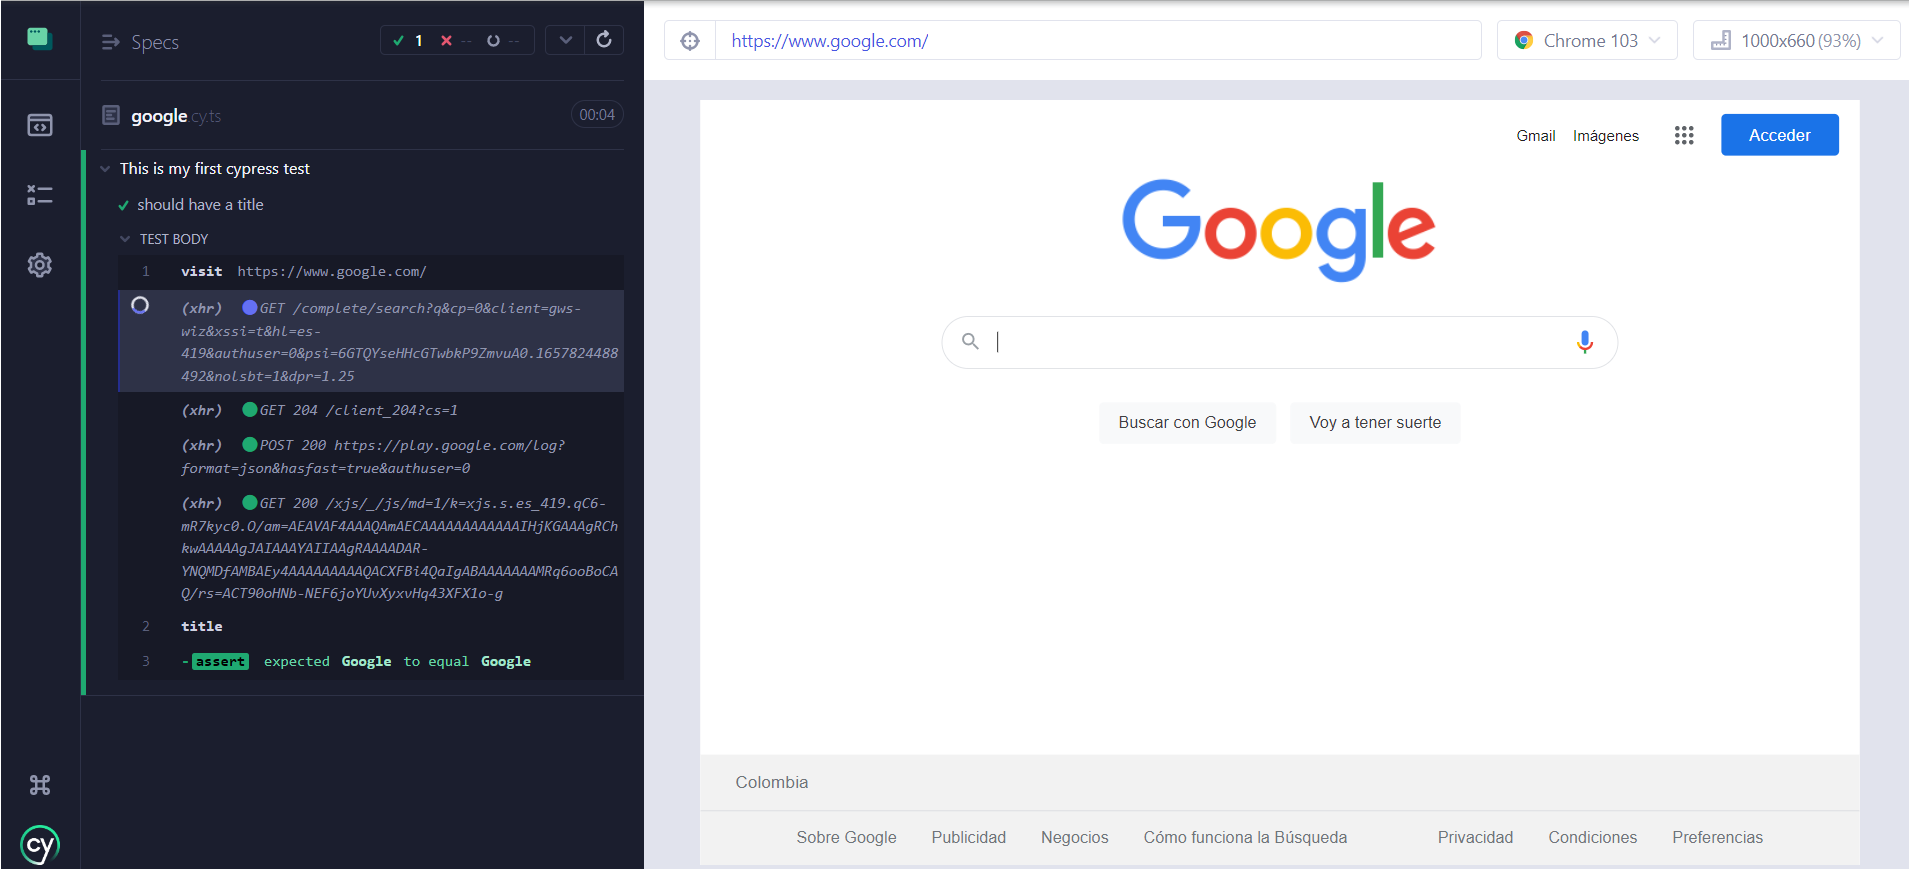 Specs
1 -- --
google.cy.ts
00:04
This is my first cypress test
should have a title
TEST BODY
1 visit https://www.google.com/
(xhr) GET /complete/search?q&cp=0&client=gws-
wiz&xssi=t&hl=es-
419&authuser=0&psi=6GTQYseHHcGTwbkP9ZmvuA0.1657824488
492&nolsbt=1&dpr=1.25
(xhr) GET 204 /client_204?cs=1
(xhr) POST 200 https://play.google.com/log?
format=json&hasfast=true&authuser=0
(xhr) GET 200 /xjs/_/js/md=1/k=xjs.s.es_419.qC6-
mR7kyc0.O/am=AEAVAF4AAAQAmAECAAAAAAAAAAAAIHjKGAAAgRCh
kwAAAAAgJAIAAAYAIIAAgRAAAADAR-
YNQMDfAMBAEy4AAAAAAAAAQACXFBi4QaIgABAAAAAAAMRq6ooBoCA
Q/rs=ACT90oHNb-NEF6joYUvXyxvHq43XFX1o-g
2 title
3 -assert expected Google to equal Google
cy
https://www.google.com/
Chrome 103
1000x660 (93%)
Gmail Imágenes Acceder
Google
Buscar con Google Voy a tener suerte
Colombia
Sobre Google Publicidad Negocios Cómo funciona la Búsqueda Privacidad Condiciones Preferencias